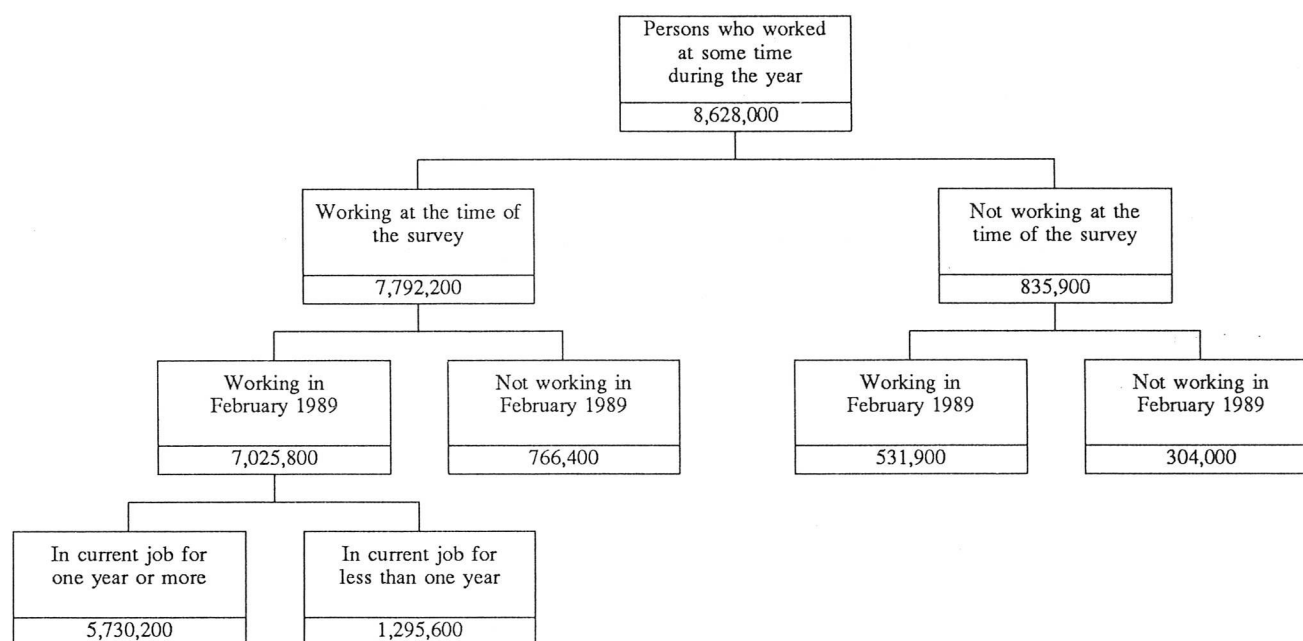 Persons who worked
at some time
during the year
8,628,000
Working at the time of
the survey
7,792,200
Not working at the
time of the survey
835,900
Working in
February 1989
7,025,800
Not working in
February 1989
766,400
Working in
February 1989
531,900
Not working in
February 1989
304,000
In current job for
one year or more
5,730,200
In current job for
less than one year
1,295,600